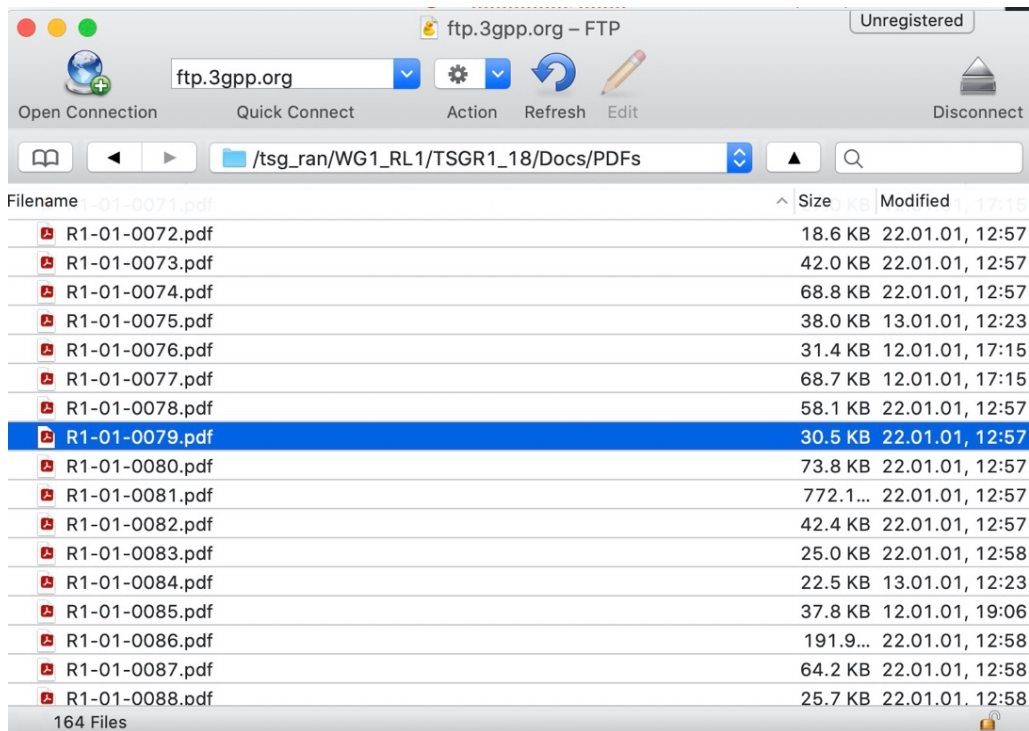 ftp.3gpp.org – FTP
Unregistered
ftp.3gpp.org
Open Connection Quick Connect Action Refresh Edit Disconnect
/tsg_ran/WG1_RL1/TSGR1_18/Docs/PDFs
Filename Size Modified
R1-01-0072.pdf 18.6 KB 22.01.01, 12:57
R1-01-0073.pdf 42.0 KB 22.01.01, 12:57
R1-01-0074.pdf 68.8 KB 22.01.01, 12:57
R1-01-0075.pdf 38.0 KB 13.01.01, 12:23
R1-01-0076.pdf 31.4 KB 12.01.01, 17:15
R1-01-0077.pdf 68.7 KB 12.01.01, 17:15
R1-01-0078.pdf 58.1 KB 22.01.01, 12:57
R1-01-0079.pdf 30.5 KB 22.01.01, 12:57
R1-01-0080.pdf 73.8 KB 22.01.01, 12:57
R1-01-0081.pdf 772.1... 22.01.01, 12:57
R1-01-0082.pdf 42.4 KB 22.01.01, 12:57
R1-01-0083.pdf 25.0 KB 22.01.01, 12:58
R1-01-0084.pdf 22.5 KB 13.01.01, 12:23
R1-01-0085.pdf 37.8 KB 12.01.01, 19:06
R1-01-0086.pdf 191.9... 22.01.01, 12:58
R1-01-0087.pdf 64.2 KB 22.01.01, 12:58
R1-01-0088.pdf 25.7 KB 22.01.01, 12:58
164 Files